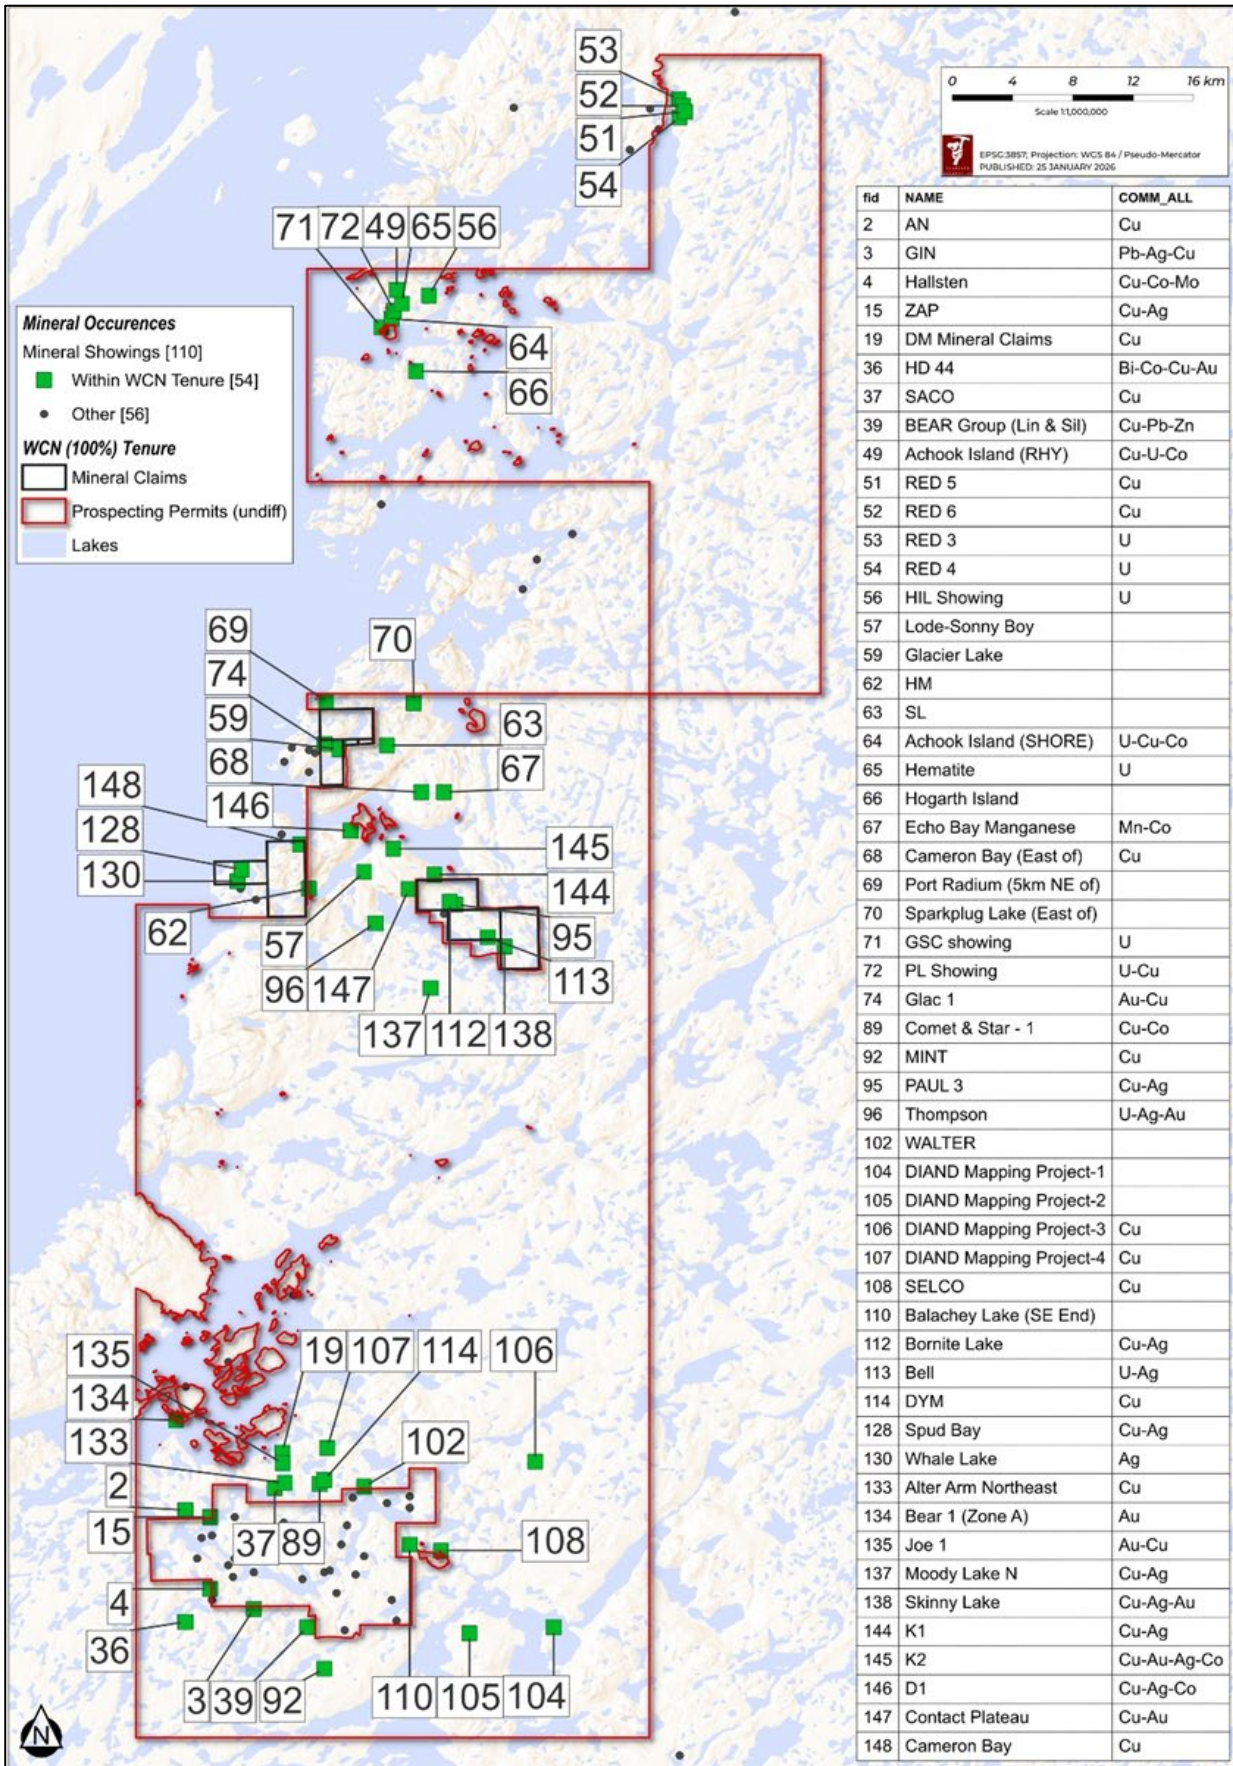 53
52
51
54
71 72 49 65 56
64
66
0 4 8 12 16 km
Scale 1:1,000,000
EPSG:3857; Projection: WGS 84 / Pseudo-Mercator
PUBLISHED: 25 JANUARY 2026
Mineral Occurences
Mineral Showings [110]
Within WCN Tenure [54]
Other [56]
WCN (100%) Tenure
Mineral Claims
Prospecting Permits (undiff)
Lakes
69
70
74
59
63
68
67
148
146
128
145
130
144
62
57
95
96 147
113
137 112 138
135
19 107 114 106
134
133
102
2
15
37 89
108
4
36
3 39 92
110 105 104
N
fid NAME COMM_ALL
2 AN Cu
3 GIN Pb-Ag-Cu
4 Hallsten Cu-Co-Mo
15 ZAP Cu-Ag
19 DM Mineral Claims Cu
36 HD 44 Bi-Co-Cu-Au
37 SACO Cu
39 BEAR Group (Lin & Sil) Cu-Pb-Zn
49 Achook Island (RHY) Cu-U-Co
51 RED 5 Cu
52 RED 6 Cu
53 RED 3 U
54 RED 4 U
56 HIL Showing U
57 Lode-Sonny Boy
59 Glacier Lake
62 HM
63 SL
64 Achook Island (SHORE) U-Cu-Co
65 Hematite U
66 Hogarth Island
67 Echo Bay Manganese Mn-Co
68 Cameron Bay (East of) Cu
69 Port Radium (5km NE of)
70 Sparkplug Lake (East of)
71 GSC showing U
72 PL Showing U-Cu
74 Glac 1 Au-Cu
89 Comet & Star - 1 Cu-Co
92 MINT Cu
95 PAUL 3 Cu-Ag
96 Thompson U-Ag-Au
102 WALTER
104 DIAND Mapping Project-1
105 DIAND Mapping Project-2
106 DIAND Mapping Project-3 Cu
107 DIAND Mapping Project-4 Cu
108 SELCO Cu
110 Balachey Lake (SE End)
112 Bornite Lake Cu-Ag
113 Bell U-Ag
114 DYM Cu
128 Spud Bay Cu-Ag
130 Whale Lake Ag
133 Alter Arm Northeast Cu
134 Bear 1 (Zone A) Au
135 Joe 1 Au-Cu
137 Moody Lake N Cu-Ag
138 Skinny Lake Cu-Ag-Au
144 K1 Cu-Ag
145 K2 Cu-Au-Ag-Co
146 D1 Cu-Ag-Co
147 Contact Plateau Cu-Au
148 Cameron Bay Cu